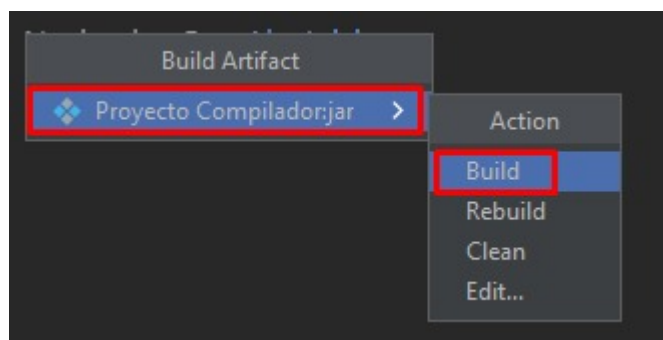 Build Artifact
Proyecto Compilador:jar
Action
Build
Rebuild
Clean
Edit...